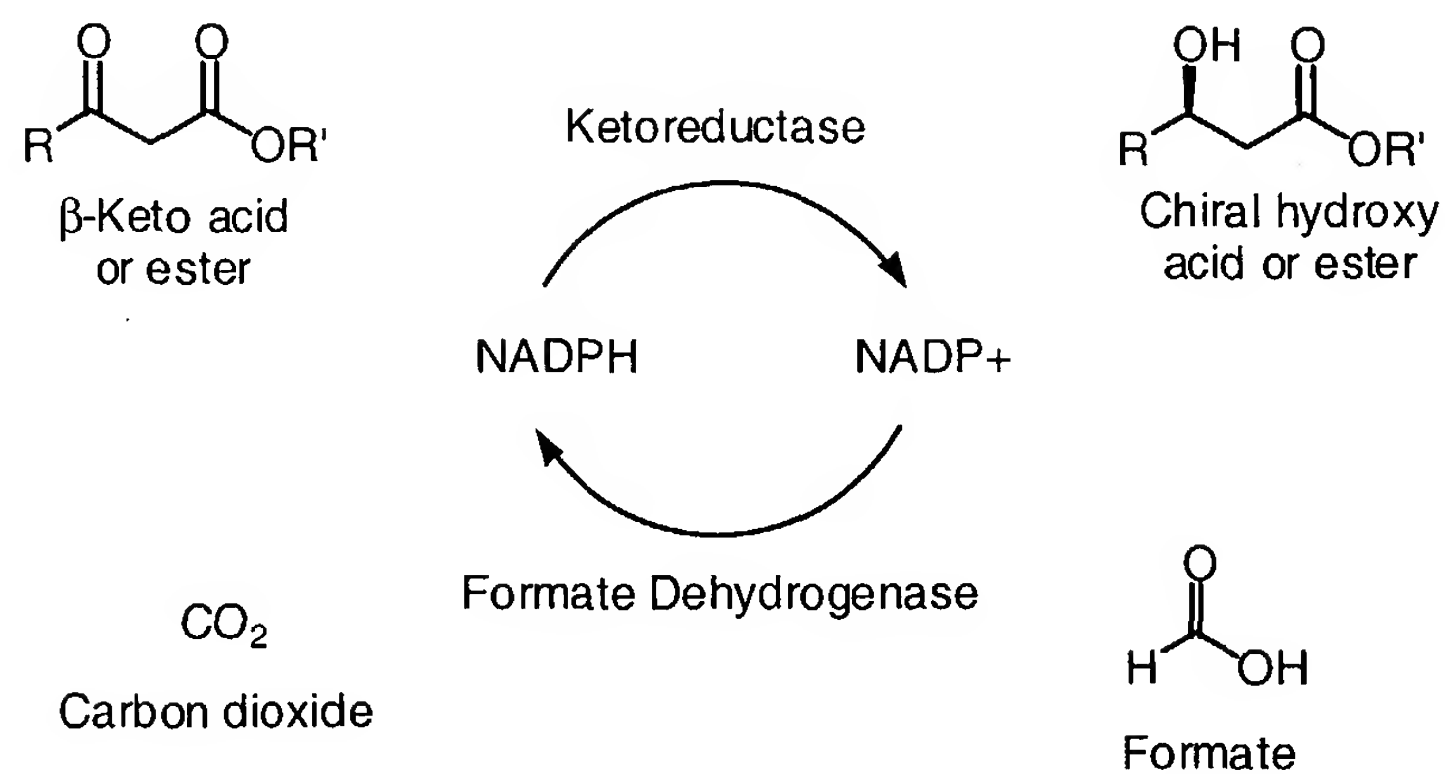 O O
R OR'
β-Keto acid
or ester
Ketoreductase
OH O
R OR'
Chiral hydroxy
acid or ester
NADPH
NADP+
Formate Dehydrogenase
CO₂
Carbon dioxide
O
H OH
Formate